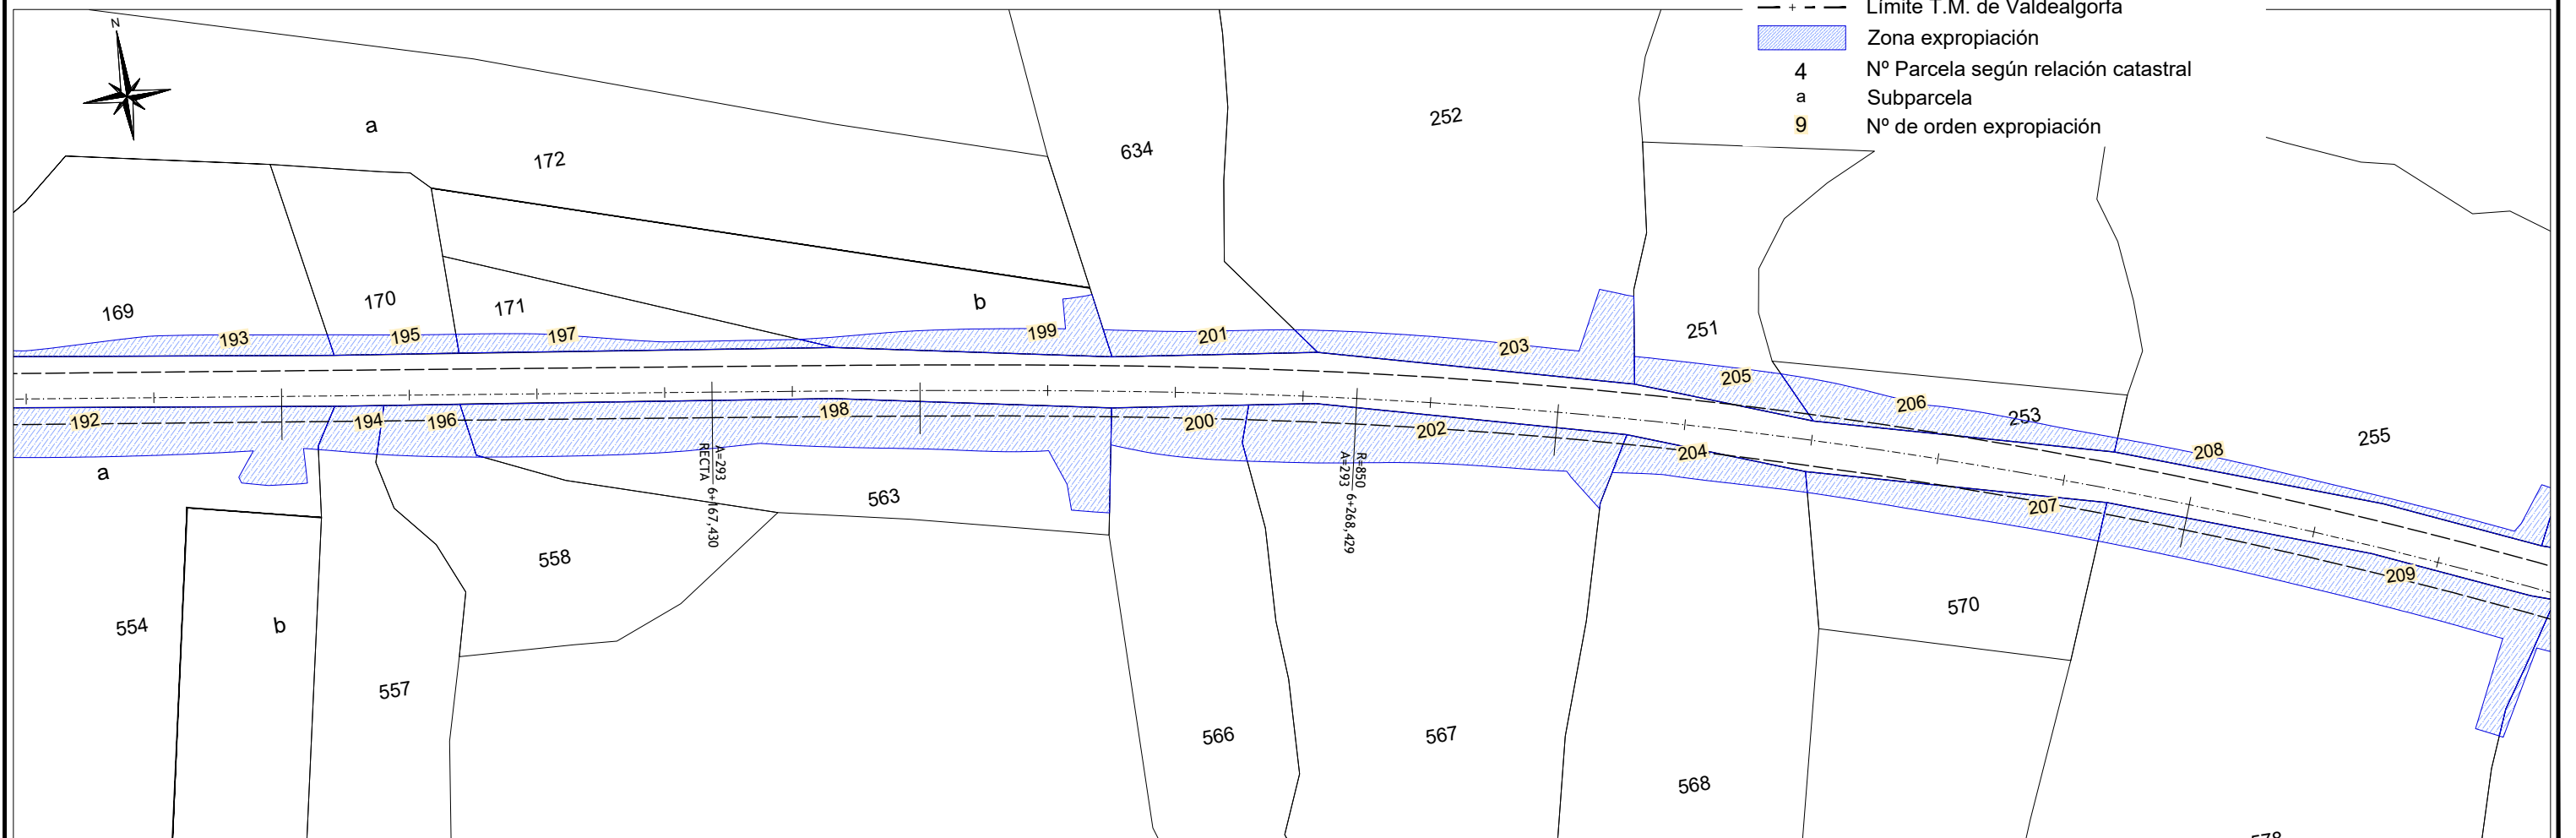 Límite T.M. de Valdealgorfa
Zona expropiación
4 Nº Parcela según relación catastral
a Subparcela
9 Nº de orden expropiación
N
a
172
634
252
169
170
171
b
251
253
255
193
195
197
199
201
203
205
206
208
192
194
196
198
200
202
204
207
209
a
A=293
RECTA
6+167,430
R=850
A=293
6+268,429
563
558
554
b
557
566
567
568
570